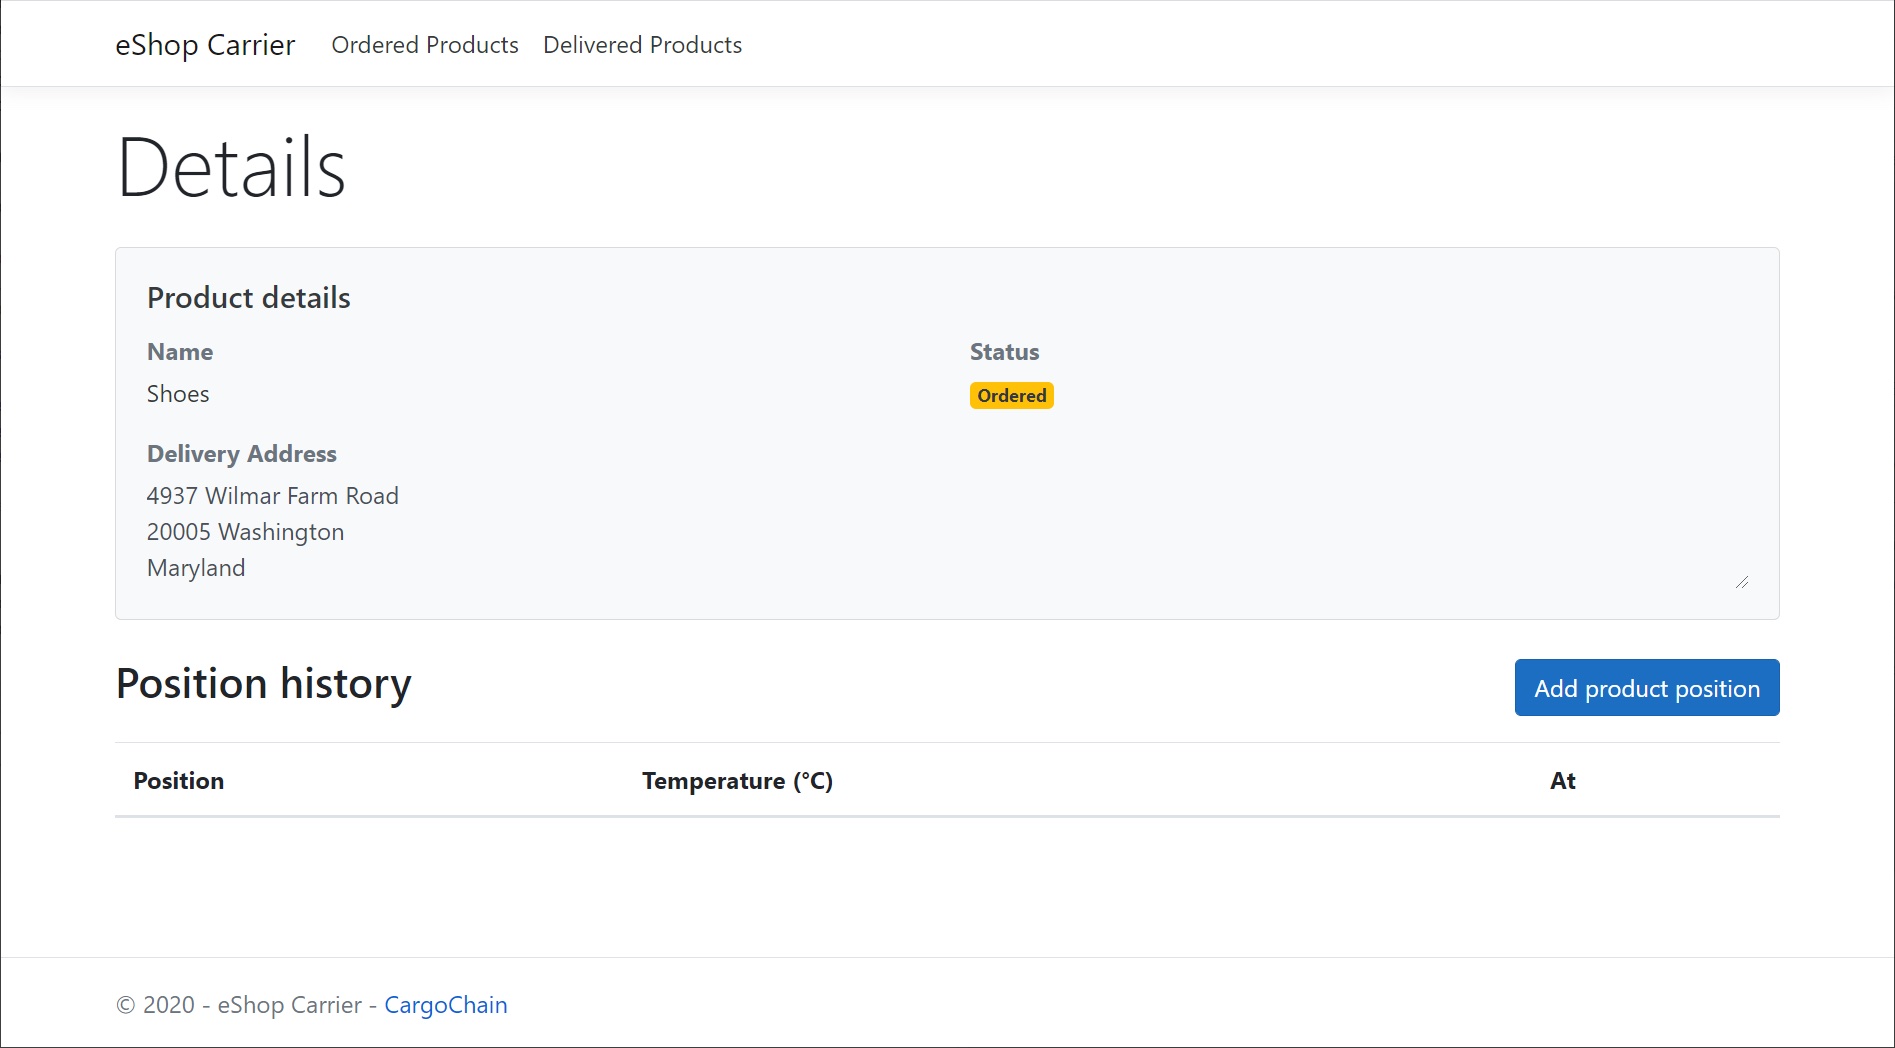 eShop Carrier Ordered Products Delivered Products
Details
Product details
Name Status
Shoes Ordered
Delivery Address
4937 Wilmar Farm Road
20005 Washington
Maryland
Position history Add product position
Position Temperature (°C) At
© 2020 - eShop Carrier - CargoChain